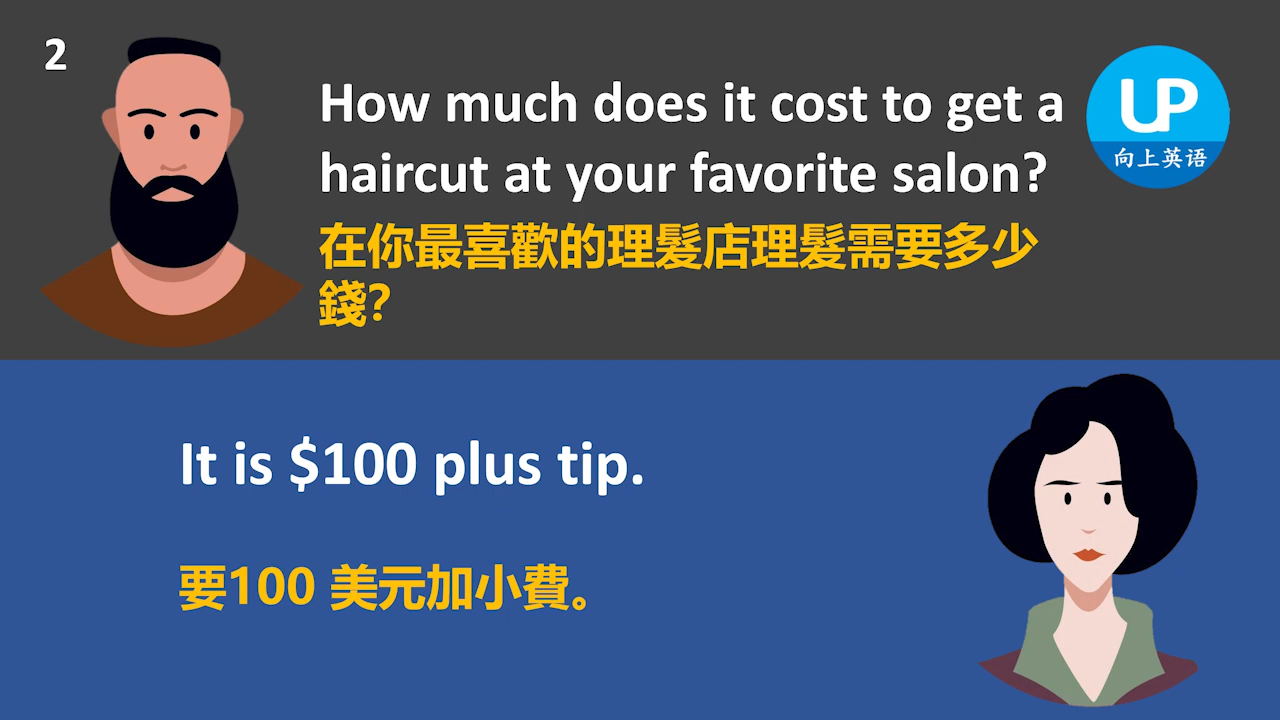 2
How much does it cost to get a
haircut at your favorite salon?
在你最喜歡的理髮店理髮需要多少
錢?
UP
向上英语
It is $100 plus tip.
要100 美元加小費。